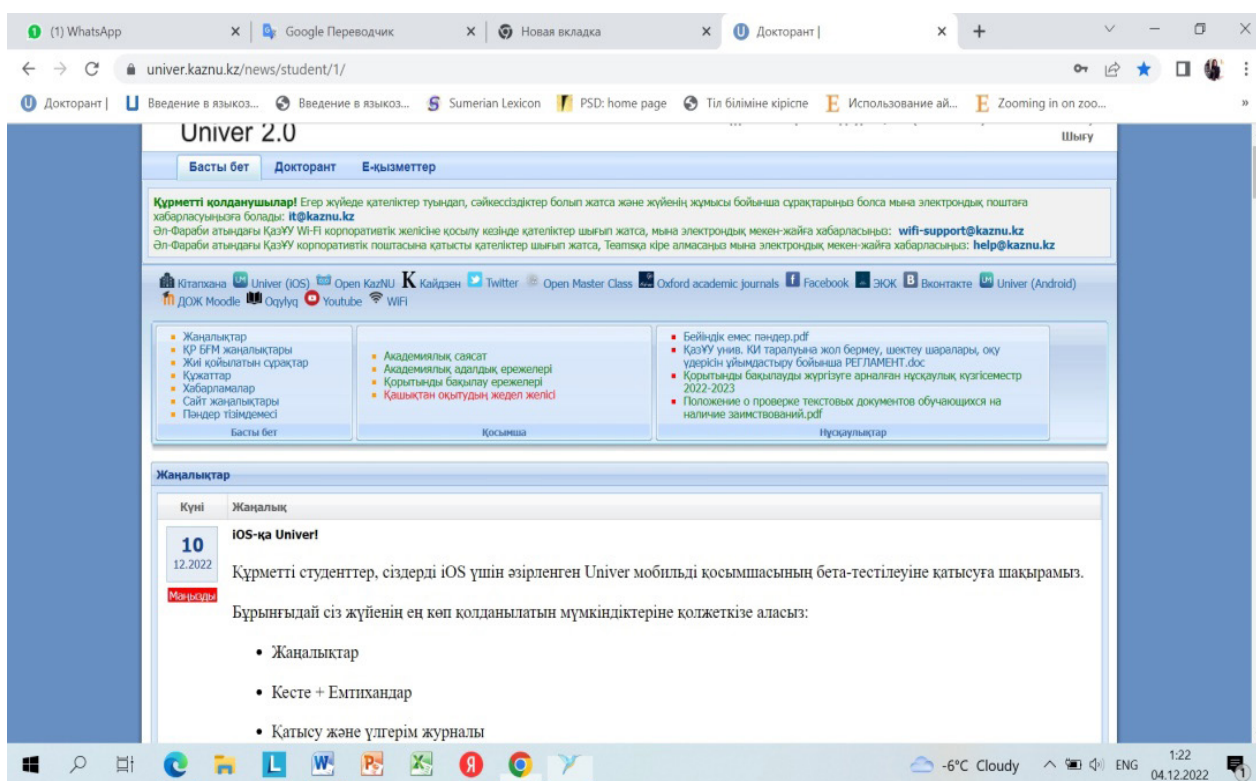 (1) WhatsApp
Google Переводчик
Новая вкладка
Докторант |
univer.kaznu.kz/news/student/1/
Докторант |
Введение в языкоз...
Введение в языкоз...
Sumerian Lexicon
PSD: home page
Тіл біліміне кіріспе
Использование ай...
Zooming in on zoo...
Univer 2.0
Шығу
Басты бет
Докторант
Е-қызметтер
Құрметті қолданушылар! Егер жүйеде қателіктер туындап, сәйкессіздіктер болып жатса және жүйенің жұмысы бойынша сұрақтарыңыз болса мына электрондық поштаға
хабарласуыңызға болады: it@kaznu.kz
Әл-Фараби атындағы ҚазҰУ Wi-Fi корпоративтік желісіне қосылу кезінде қателіктер шығып жатса, мына электрондық мекен-жайға хабарласыңыз: wifi-support@kaznu.kz
Әл-Фараби атындағы ҚазҰУ корпоративтік поштасына қатысты қателіктер шығып жатса, Teamsқа кіре алмасаңыз мына электрондық мекен-жайға хабарласыңыз: help@kaznu.kz
Кітапхана Univer (iOS) Open KazNU Кайдзен Twitter Open Master Class Oxford academic journals Facebook ЭЮК Вконтакте Univer (Android)
ДОЖ Moodle Oqylyq Youtube WiFi
Жаңалықтар
ҚР БҒМ жаңалықтары
Жиі қойылатын сұрақтар
Құжаттар
Хабарламалар
Сайт жаңалықтары
Пәндер тізімдемесі
Басты бет
Академиялық саясат
Академиялық адалдық ережелері
Қорытынды бақылау ережелері
Қашықтан оқытудың жедел желісі
Қосымша
Бейіндік емес пәндер.pdf
ҚазҰУ унив. КИ таралуына жол бермеу, шектеу шаралары, оқу
үдерісін ұйымдастыру бойынша РЕГЛАМЕНТ.doc
Қорытынды бақылауды жүргізуге арналған нұсқаулық күзгісеместр
2022-2023
Положение о проверке текстовых документов обучающихся на
наличие заимствований.pdf
Нұсқаулықтар
Жаңалықтар
Күні
Жаңалық
10
12.2022
Маңызды
iOS-қа Univer!
Құрметті студенттер, сіздерді iOS үшін әзірленген Univer мобильді қосымшасының бета-тестілеуіне қатысуға шақырамыз.
Бұрынғыдай сіз жүйенің ең көп қолданылатын мүмкіндіктеріне қолжеткізе аласыз:
Жаңалықтар
Кесте + Емтихандар
Қатысу және үлгерім журналы
-6°C Cloudy
ENG
1:22
04.12.2022